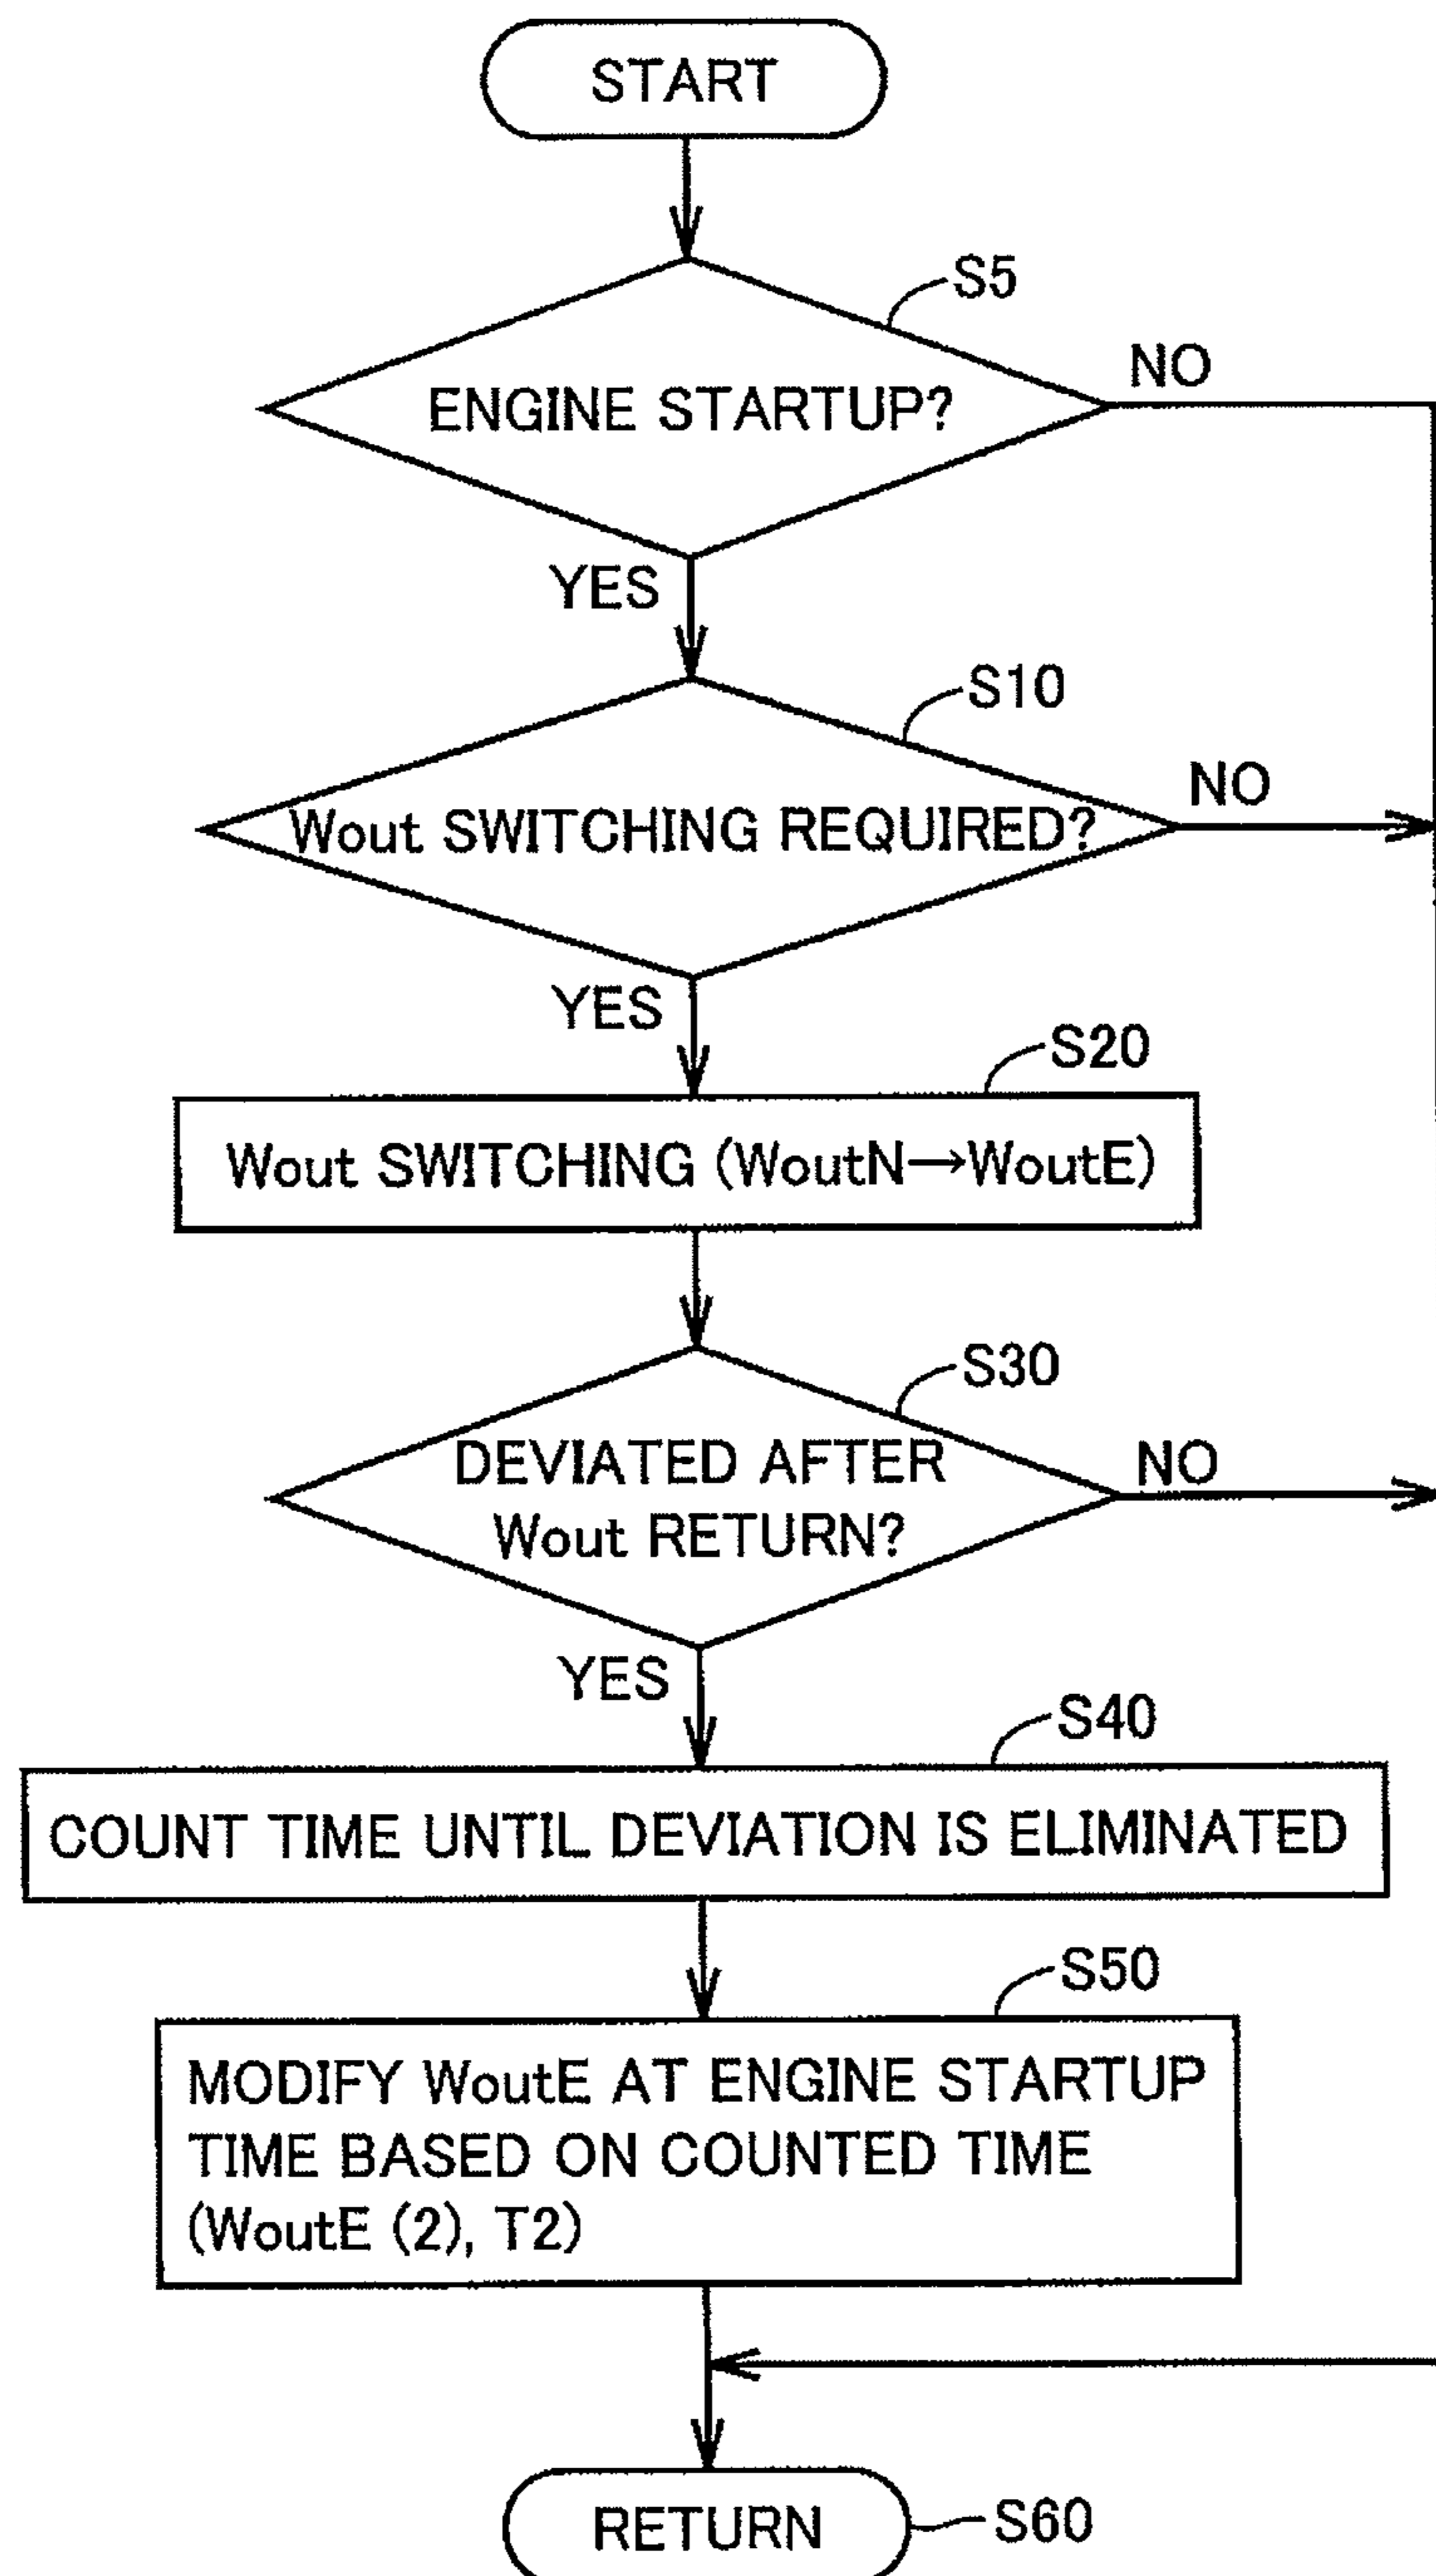 START
S5
ENGINE STARTUP?
NO
YES
S10
Wout SWITCHING REQUIRED?
NO
YES
S20
Wout SWITCHING (WoutN→WoutE)
S30
DEVIATED AFTER
Wout RETURN?
NO
YES
S40
COUNT TIME UNTIL DEVIATION IS ELIMINATED
S50
MODIFY WoutE AT ENGINE STARTUP
TIME BASED ON COUNTED TIME
(WoutE (2), T2)
RETURN
S60